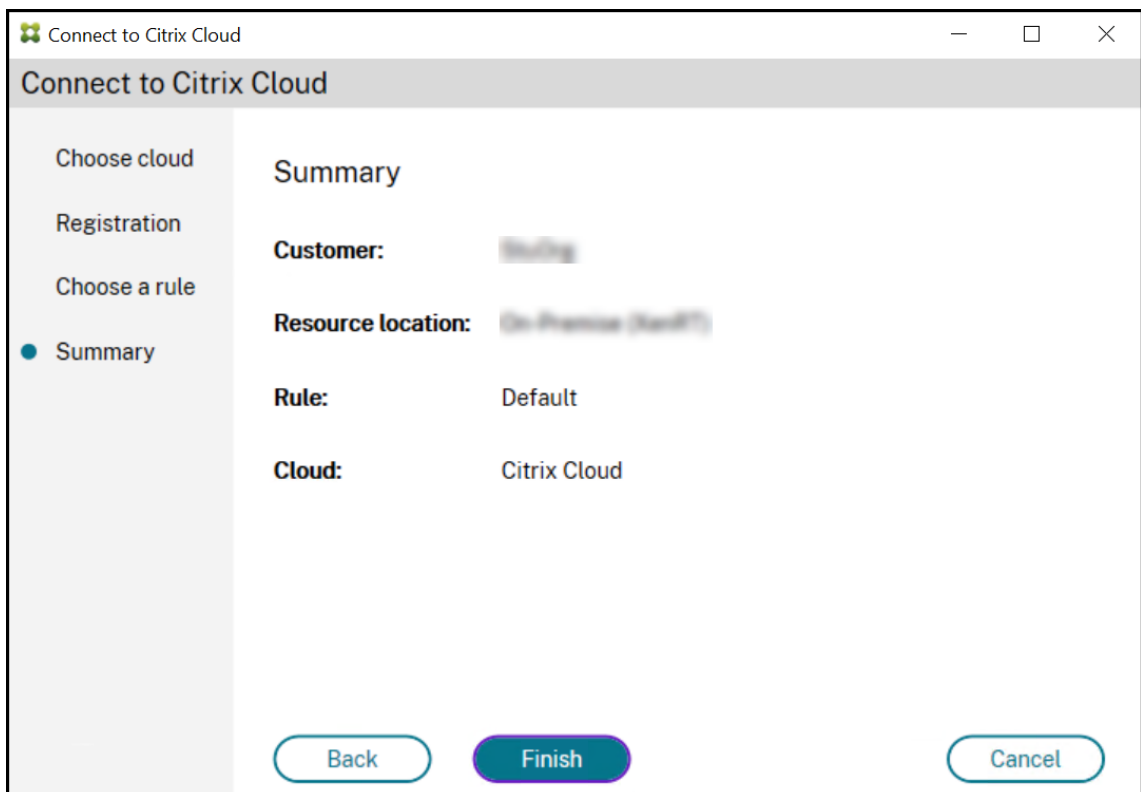 Connect to Citrix Cloud
Connect to Citrix Cloud
Choose cloud
Registration
Choose a rule
Summary
Summary
Customer:
Resource location:
Rule: Default
Cloud: Citrix Cloud
Back Finish Cancel